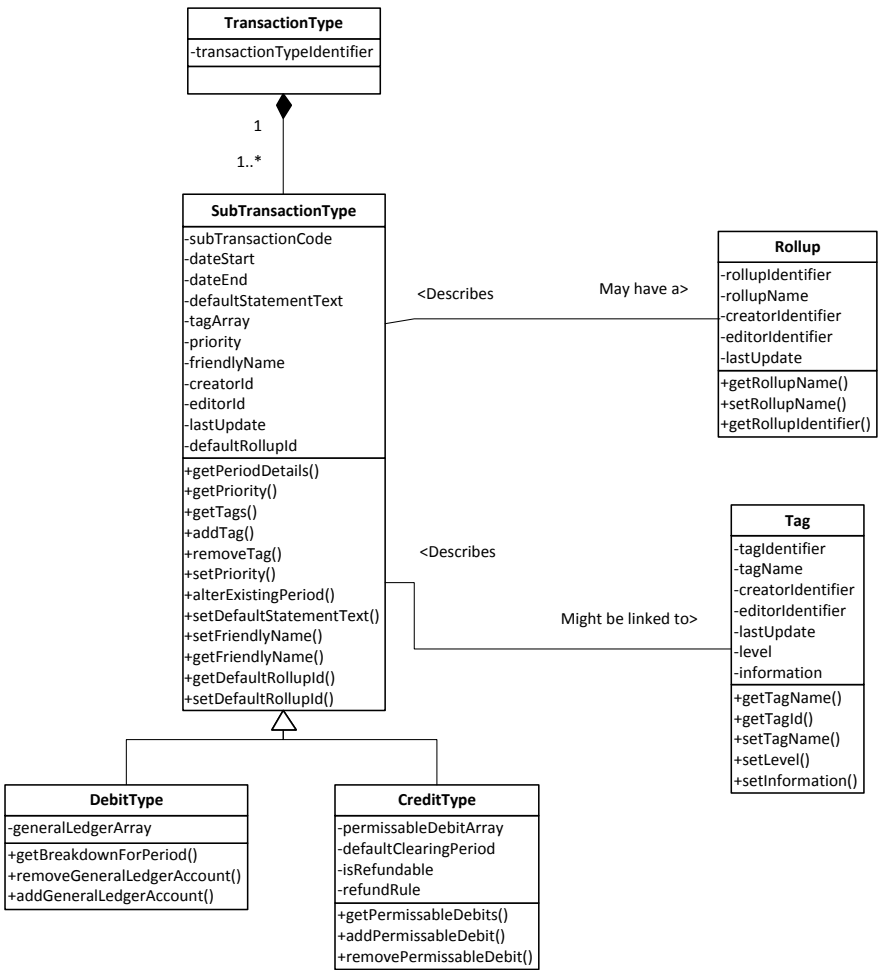 TransactionType
-transactionTypeIdentifier
1
1..*
SubTransactionType
-subTransactionCode
-dateStart
-dateEnd
-defaultStatementText
-tagArray
-priority
-friendlyName
-creatorId
-editorId
-lastUpdate
-defaultRollupId
+getPeriodDetails()
+getPriority()
+getTags()
+addTag()
+removeTag()
+setPriority()
+alterExistingPeriod()
+setDefaultStatementText()
+setFriendlyName()
+getFriendlyName()
+getDefaultRollupId()
+setDefaultRollupId()
<Describes
May have a>
Rollup
-rollupIdentifier
-rollupName
-creatorIdentifier
-editorIdentifier
-lastUpdate
+getRollupName()
+setRollupName()
+getRollupIdentifier()
<Describes
Might be linked to>
Tag
-tagIdentifier
-tagName
-creatorIdentifier
-editorIdentifier
-lastUpdate
-level
-information
+getTagName()
+getTagId()
+setTagName()
+setLevel()
+setInformation()
DebitType
-generalLedgerArray
+getBreakdownForPeriod()
+removeGeneralLedgerAccount()
+addGeneralLedgerAccount()
CreditType
-permissableDebitArray
-defaultClearingPeriod
-isRefundable
-refundRule
+getPermissableDebits()
+addPermissableDebit()
+removePermissableDebit()